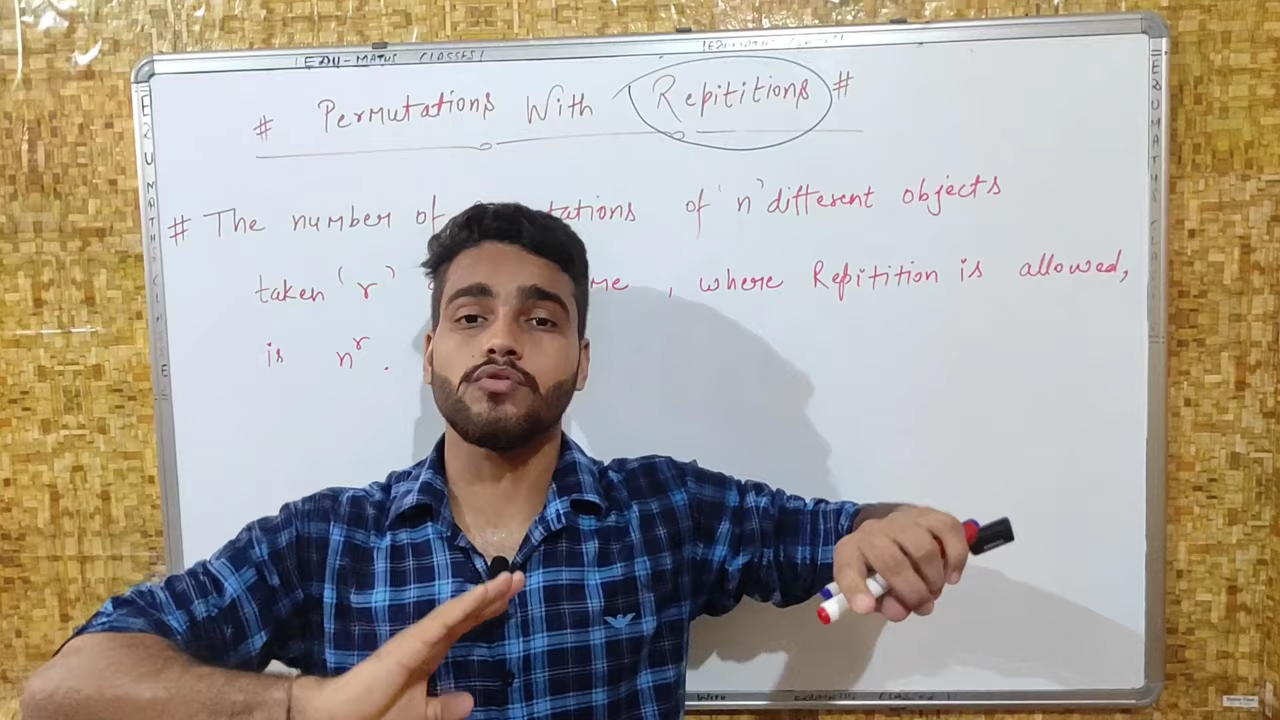 EDU-MATHS CLASSES
# Permutations With Repititions #
# The number of tations of 'n' different objects
taken 'r' me, where Repitition is allowed,
is n^r.